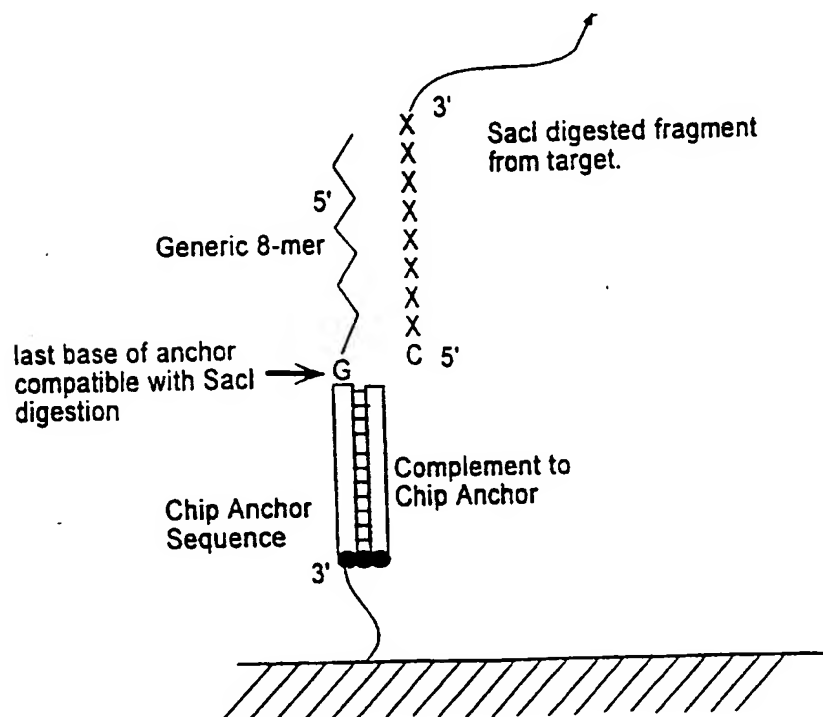 3'
SacI digested fragment
from target.
5'
Generic 8-mer
X
X
X
X
X
X
X
X
C 5'
last base of anchor
compatible with SacI
digestion
G
Complement to
Chip Anchor
Chip Anchor
Sequence
3'